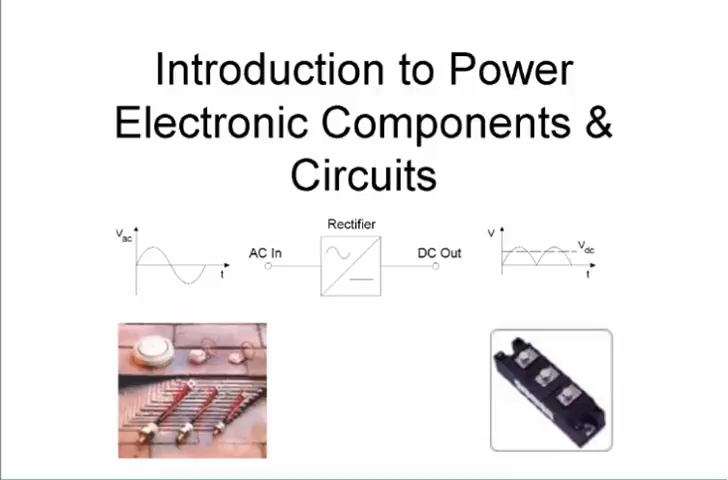 Introduction to Power
Electronic Components &
Circuits
Rectifier
Vac
AC In
DC Out
V
Vdc
t
t